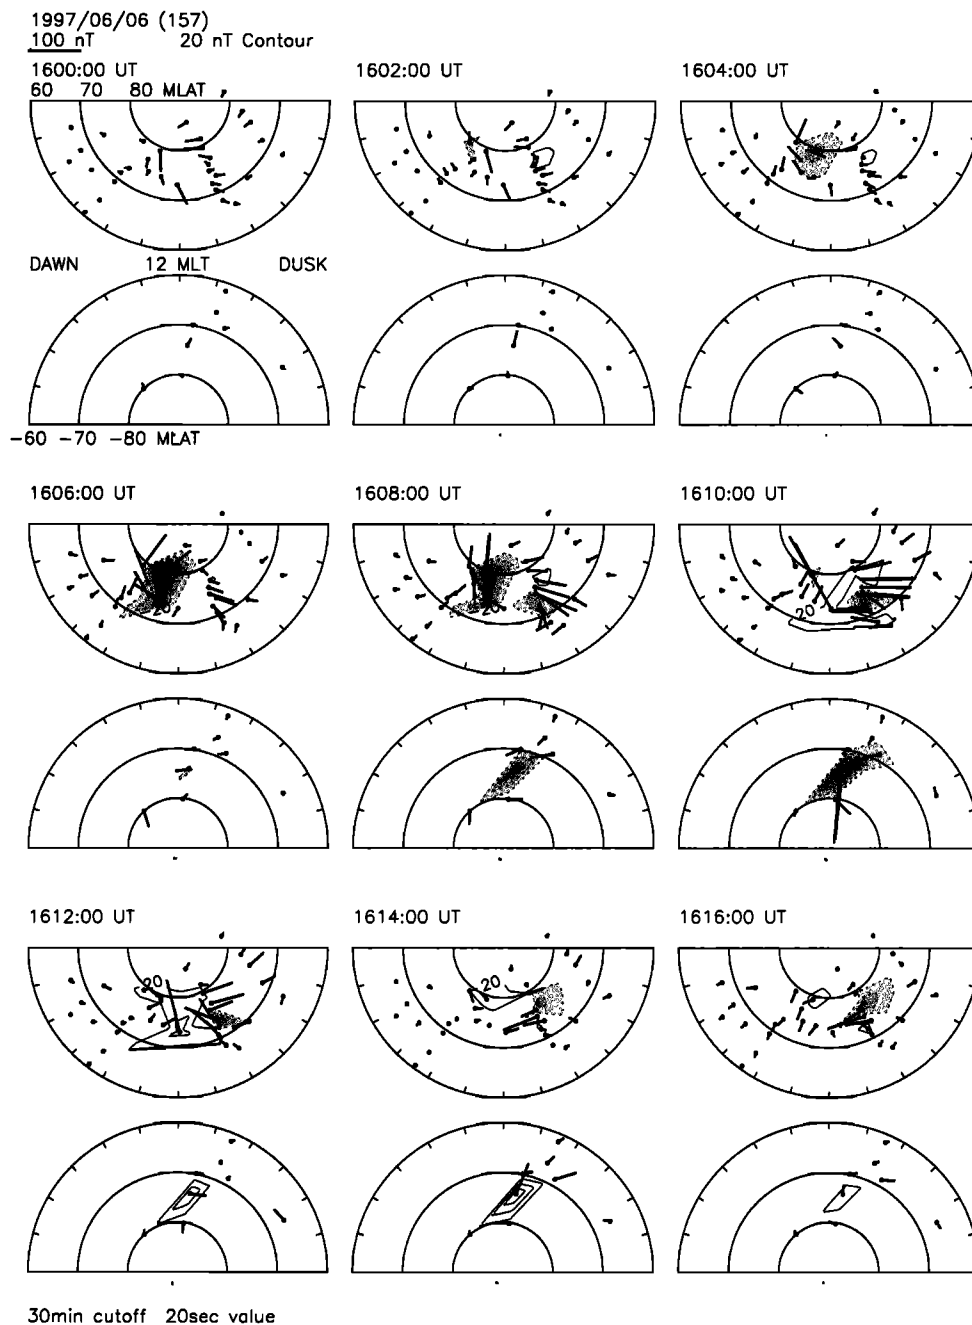 1997/06/06 (157)
100 nT 20 nT Contour
1600:00 UT 1602:00 UT 1604:00 UT
60 70 80 MLAT
DAWN 12 MLT DUSK
-60 -70 -80 MLAT
1606:00 UT 1608:00 UT 1610:00 UT
20 20 20
1612:00 UT 1614:00 UT 1616:00 UT
20 20 20
30min cutoff 20sec value